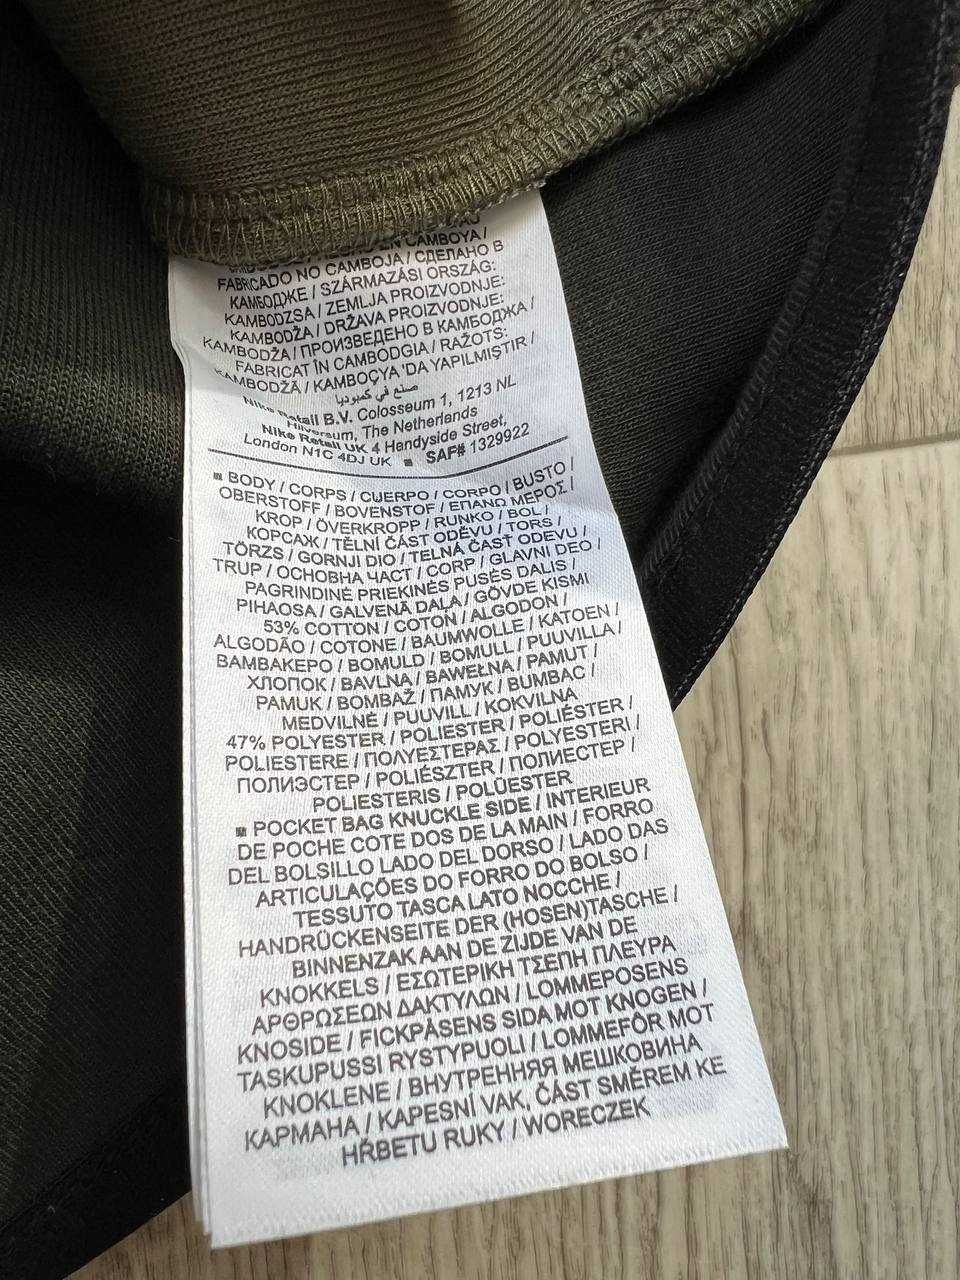 CAMBOYA /
FABRICADO NO CAMBOJA / СДЕЛАНО В
КАМБОДЖЕ / SZÁRMAZÁSI ORSZÁG:
KAMBODZSA / ZEMLJA PROIZVODNJE:
KAMBODŽA / DRŽAVA PROIZVODNJE:
KAMBODŽA / ПРОИЗВЕДЕНО В КАМБОДЖА /
FABRICAT ÎN CAMBODGIA / RAŽOTS:
KAMBODŽĀ / KAMBOÇYA 'DA YAPILMIŞTIR /
صنع في كمبوديا
Nike Retail B.V. Colosseum 1, 1213 NL
Hilversum, The Netherlands
Nike Retail UK 4 Handyside Street,
London N1C 4DJ UK ■ SAF# 1329922
■ BODY / CORPS / CUERPO / CORPO / BUSTO /
OBERSTOFF / BOVENSTOF / ΕΠΑΝΩ ΜΕΡΟΣ /
KROP / ÖVERKROPP / RUNKO / BOL /
КОРСАЖ / TĚLNÍ ČÁST ODĚVU / TORS /
TÖRZS / GORNJI DIO / TELNÁ ČASŤ ODEVU /
TRUP / ОСНОВНА ЧАСТ / CORP / GLAVNI DEO /
PAGRINDINĖ PRIEKINĖS PUSĖS DALIS /
PIHAOSA / GALVENĀ DAĻA / GÖVDE KISMI
53% COTTON / COTON / ALGODON /
ALGODÃO / COTONE / BAUMWOLLE / KATOEN /
ΒΑΜΒΑΚΕΡΟ / BOMULD / BOMULL / PUUVILLA /
ХЛОПОК / BAVLNA / BAWEŁNA / PAMUT /
PAMUK / BOMBAŽ / ПАМУК / BUMBAC /
MEDVILNĖ / PUUVILL / KOKVILNA
47% POLYESTER / POLIESTER / POLIÉSTER /
POLIESTERE / ΠΟΛΥΕΣΤΕΡΑΣ / POLYESTERI /
ПОЛИЭСТЕР / POLIÉSZTER / ПОЛИЕСТЕР /
POLIESTERIS / POLÜESTER
■ POCKET BAG KNUCKLE SIDE / INTERIEUR
DE POCHE COTE DOS DE LA MAIN / FORRO
DEL BOLSILLO LADO DEL DORSO / LADO DAS
ARTICULAÇÕES DO FORRO DO BOLSO /
TESSUTO TASCA LATO NOCCHE /
HANDRÜCKENSEITE DER (HOSEN)TASCHE /
BINNENZAK AAN DE ZIJDE VAN DE
KNOKKELS / ΕΣΩΤΕΡΙΚΗ ΤΣΕΠΗ ΠΛΕΥΡΑ
ΑΡΘΡΩΣΕΩΝ ΔΑΚΤΥΛΩΝ / LOMMEPOSENS
KNOSIDE / FICKPÅSENS SIDA MOT KNOGEN /
TASKUPUSSI RYSTYPUOLI / LOMMEFÔR MOT
KNOKLENE / ВНУТРЕННЯЯ МЕШКОВИНА
КАРМАНА / KAPESNÍ VAK, ČÁST SMĚREM KE
HŘBETU RUKY / WORECZEK